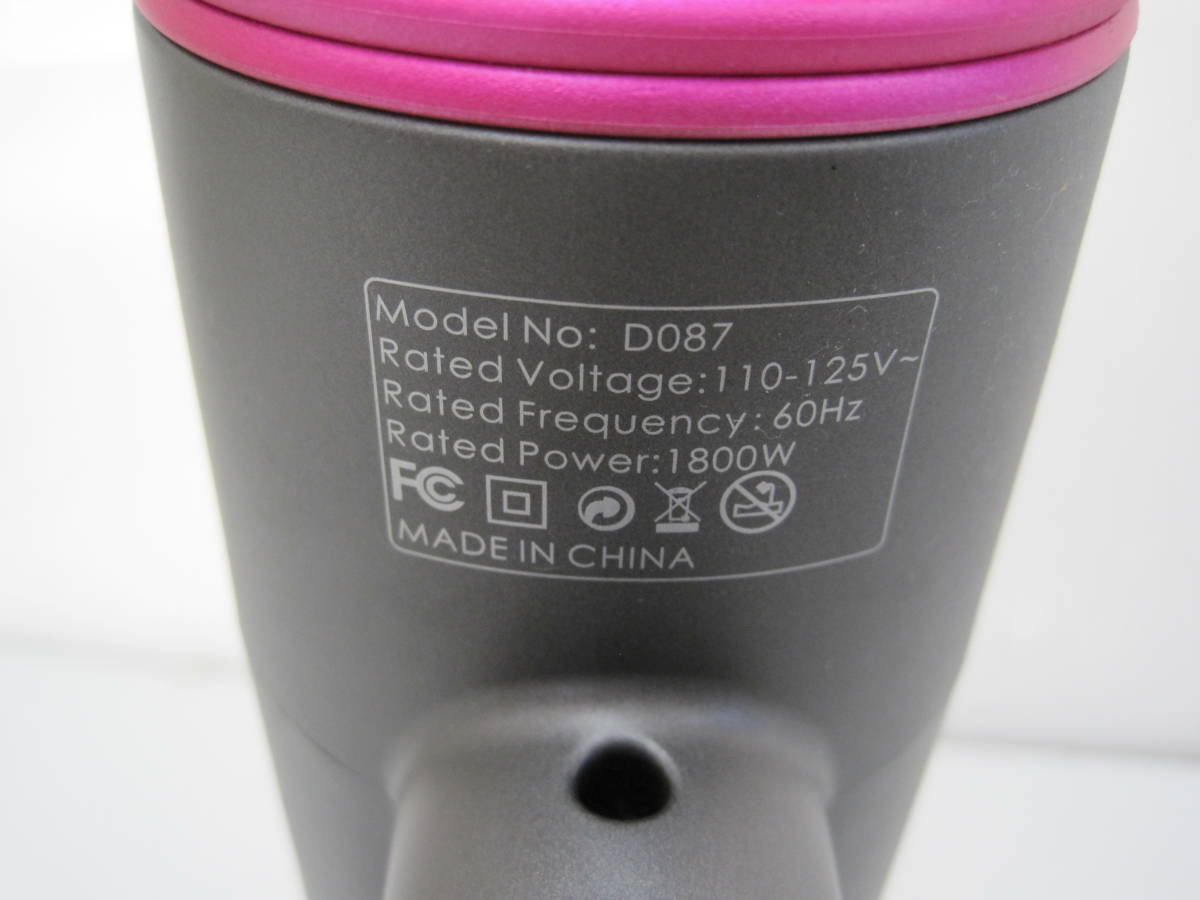 Model No: D087
Rated Voltage:110-125V~
Rated Frequency: 60Hz
Rated Power:1800W
FC
MADE IN CHINA